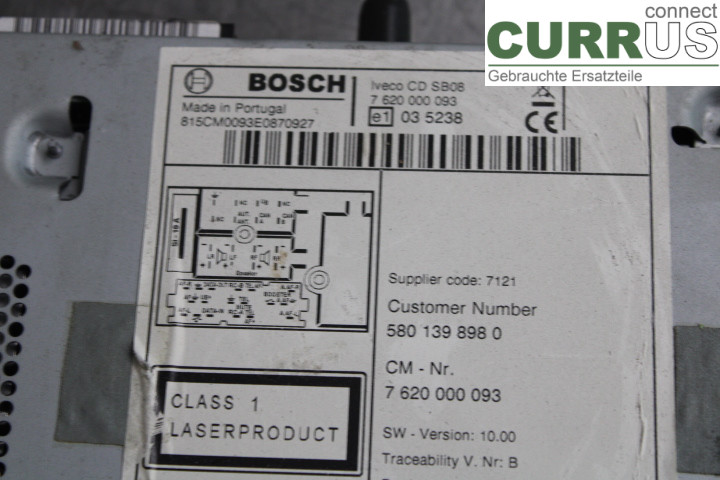 connect
CURRUS
Gebrauchte Ersatzteile
BOSCH
Iveco CD SB08
Made in Portugal
7 620 000 093
815CM0093E0870927
e1 03 5238
CE
Supplier code: 7121
Customer Number
580 139 898 0
CM - Nr.
7 620 000 093
CLASS 1
LASERPRODUCT
SW - Version: 10.00
Traceability V. Nr: B